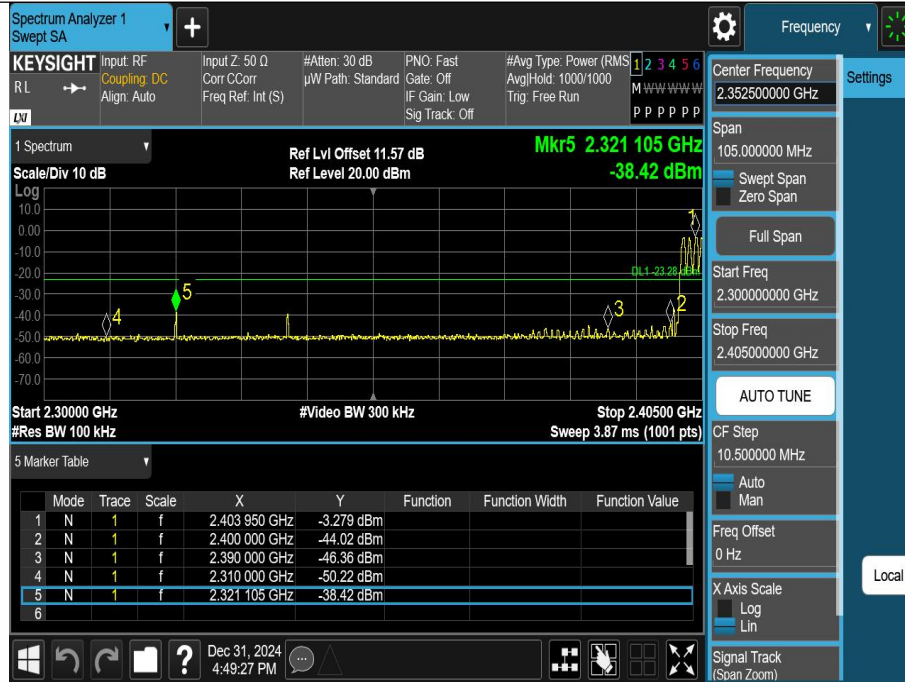 Spectrum Analyzer 1
Swept SA
Frequency
KEYSIGHT
RL
LXI
Input: RF
Coupling: DC
Align: Auto
Input Z: 50 Ω
Corr CCorr
Freq Ref: Int (S)
#Atten: 30 dB
µW Path: Standard
PNO: Fast
Gate: Off
IF Gain: Low
Sig Track: Off
#Avg Type: Power (RMS
Avg|Hold: 1000/1000
Trig: Free Run
1 2 3 4 5 6
M W W W W W
P P P P P P
1 Spectrum
Scale/Div 10 dB
Ref Lvl Offset 11.57 dB
Ref Level 20.00 dBm
Mkr5 2.321 105 GHz
-38.42 dBm
Log
10.0
0.00
-10.0
-20.0
-30.0
-40.0
-50.0
-60.0
-70.0
1
DL1 -23.28 dBm
5
4
3
2
Start 2.30000 GHz
#Video BW 300 kHz
Stop 2.40500 GHz
#Res BW 100 kHz
Sweep 3.87 ms (1001 pts)
5 Marker Table
Mode Trace Scale X Y Function Function Width Function Value
1 N 1 f 2.403 950 GHz -3.279 dBm
2 N 1 f 2.400 000 GHz -44.02 dBm
3 N 1 f 2.390 000 GHz -46.36 dBm
4 N 1 f 2.310 000 GHz -50.22 dBm
5 N 1 f 2.321 105 GHz -38.42 dBm
6
Dec 31, 2024
4:49:27 PM
Center Frequency
2.352500000 GHz
Settings
Span
105.000000 MHz
Swept Span
Zero Span
Full Span
Start Freq
2.300000000 GHz
Stop Freq
2.405000000 GHz
AUTO TUNE
CF Step
10.500000 MHz
Auto
Man
Freq Offset
0 Hz
X Axis Scale
Log
Lin
Local
Signal Track
(Span Zoom)